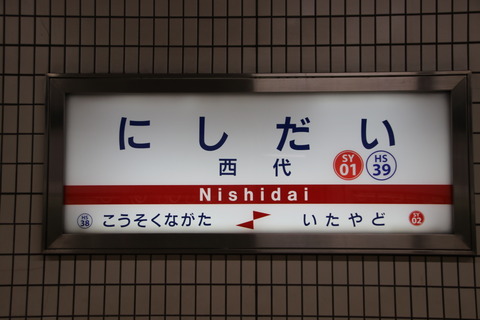 にしだい
西代 SY 01 HS 39
Nishidai
HS 38 こうそくながた いたやど SY 02